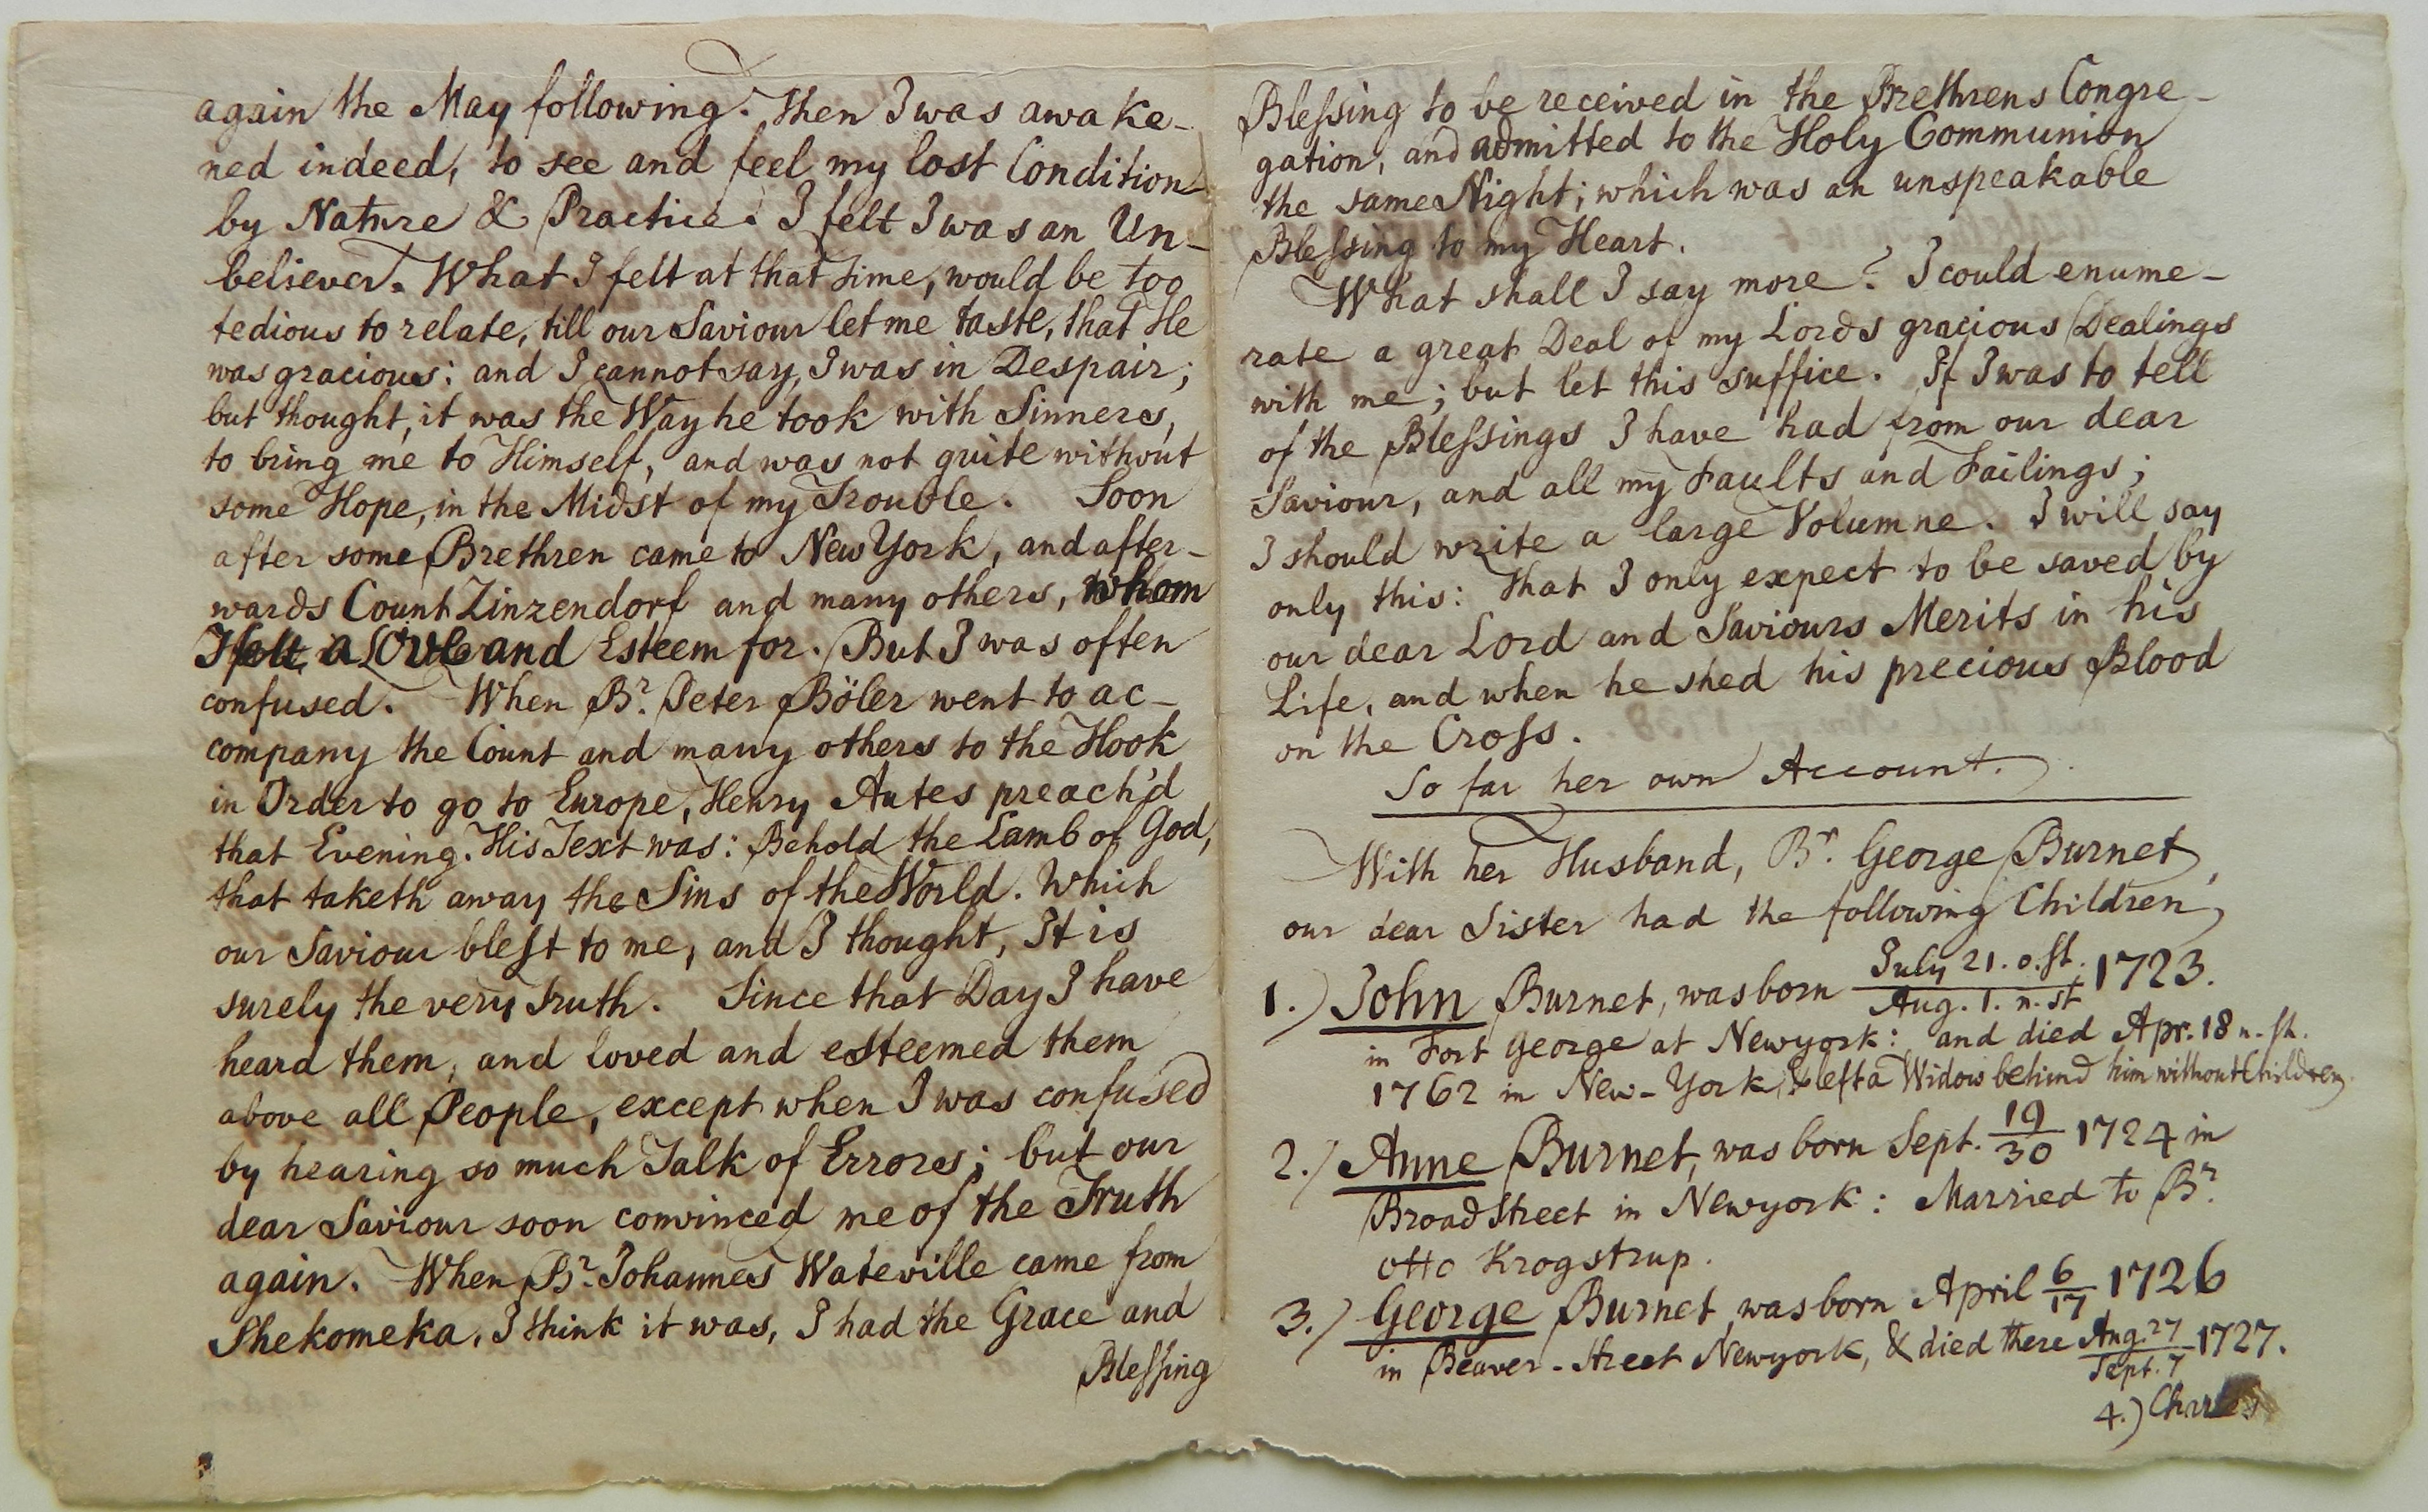 again the May following. Then I was awake-
ned indeed, to see and feel my lost Condition
by Nature & Practice. I felt I was an Un-
believer. What I felt at that time, would be too
tedious to relate, till our Saviour let me taste, that He
was gracious: and I cannot say, I was in Despair;
but thought, it was the Way he took with Sinners,
to bring me to Himself, and was not quite without
some Hope, in the Midst of my Trouble. Soon
after some Brethren came to New York, and after-
wards Count Zinzendorf and many others, whom
I felt a Love and Esteem for. But I was often
confused. When Br. Peter Böler went to ac-
company the Count and many others to the Hook
in Order to go to Europe, Henry Antes preach'd
that Evening. His Text was: Behold the Lamb of God,
that taketh away the Sins of the World. Which
our Saviour blest to me, and I thought, It is
surely the very Truth. Since that Day I have
heard them, and loved and esteemed them
above all People, except when I was confused
by hearing so much Talk of Errors; but our
dear Saviour soon convinced me of the Truth
again. When Br. Johannes Wateville came from
Shekomeka, I think it was, I had the Grace and
Blessing
Blessing to be received in the Brethrens Congre-
gation, and admitted to the Holy Communion
the same Night; which was an unspeakable
Blessing to my Heart.
What shall I say more? I could enume-
rate a great Deal of my Lords gracious Dealings
with me; but let this suffice. If I was to tell
of the Blessings I have had from our dear
Saviour, and all my Faults and Failings;
I should write a large Volumne. I will say
only this: That I only expect to be saved by
our dear Lord and Saviours Merits in his
Life, and when he shed his precious Blood
on the Cross.
So far her own Account.
With her Husband, Br. George Burnet,
our dear Sister had the following Children,
1.) John Burnet, was born July 21. o. st. / Aug. 1. n. st 1723.
in Fort George at Newyork: and died Apr. 18 n. st.
1762 in New-York, & left a Widow behind him without Children.
2.) Anne Burnet, was born Sept. 19/30 1724 in
Broadstreet in Newyork: Married to Br.
Otto Krogstrup.
3.) George Burnet, was born April 6/17 1726
in Beaver-street Newyork, & died there Aug. 27 / Sept. 7 1727.
4.) Charles